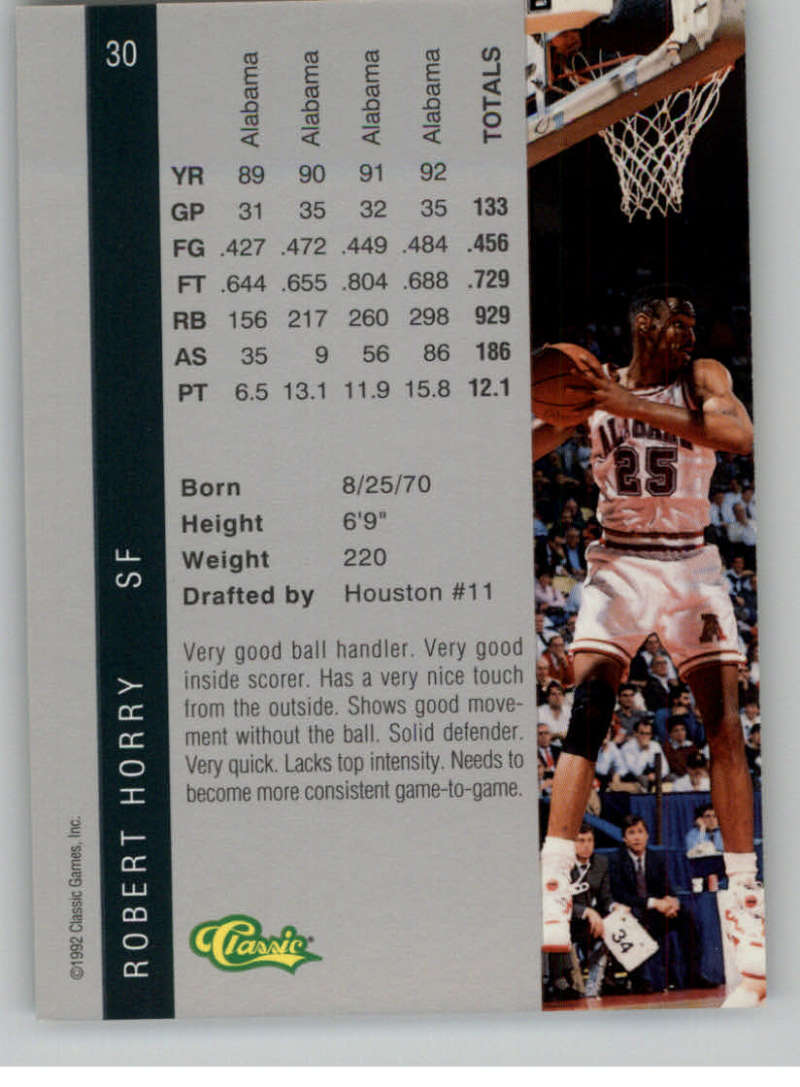 30
Alabama Alabama Alabama Alabama TOTALS
YR 89 90 91 92
GP 31 35 32 35 133
FG .427 .472 .449 .484 .456
FT .644 .655 .804 .688 .729
RB 156 217 260 298 929
AS 35 9 56 86 186
PT 6.5 13.1 11.9 15.8 12.1
Born 8/25/70
Height 6'9"
Weight 220
Drafted by Houston #11
Very good ball handler. Very good
inside scorer. Has a very nice touch
from the outside. Shows good move-
ment without the ball. Solid defender.
Very quick. Lacks top intensity. Needs to
become more consistent game-to-game.
ROBERT HORRY SF
©1992 Classic Games, Inc.
Classic
ALABAMA
25
A
34